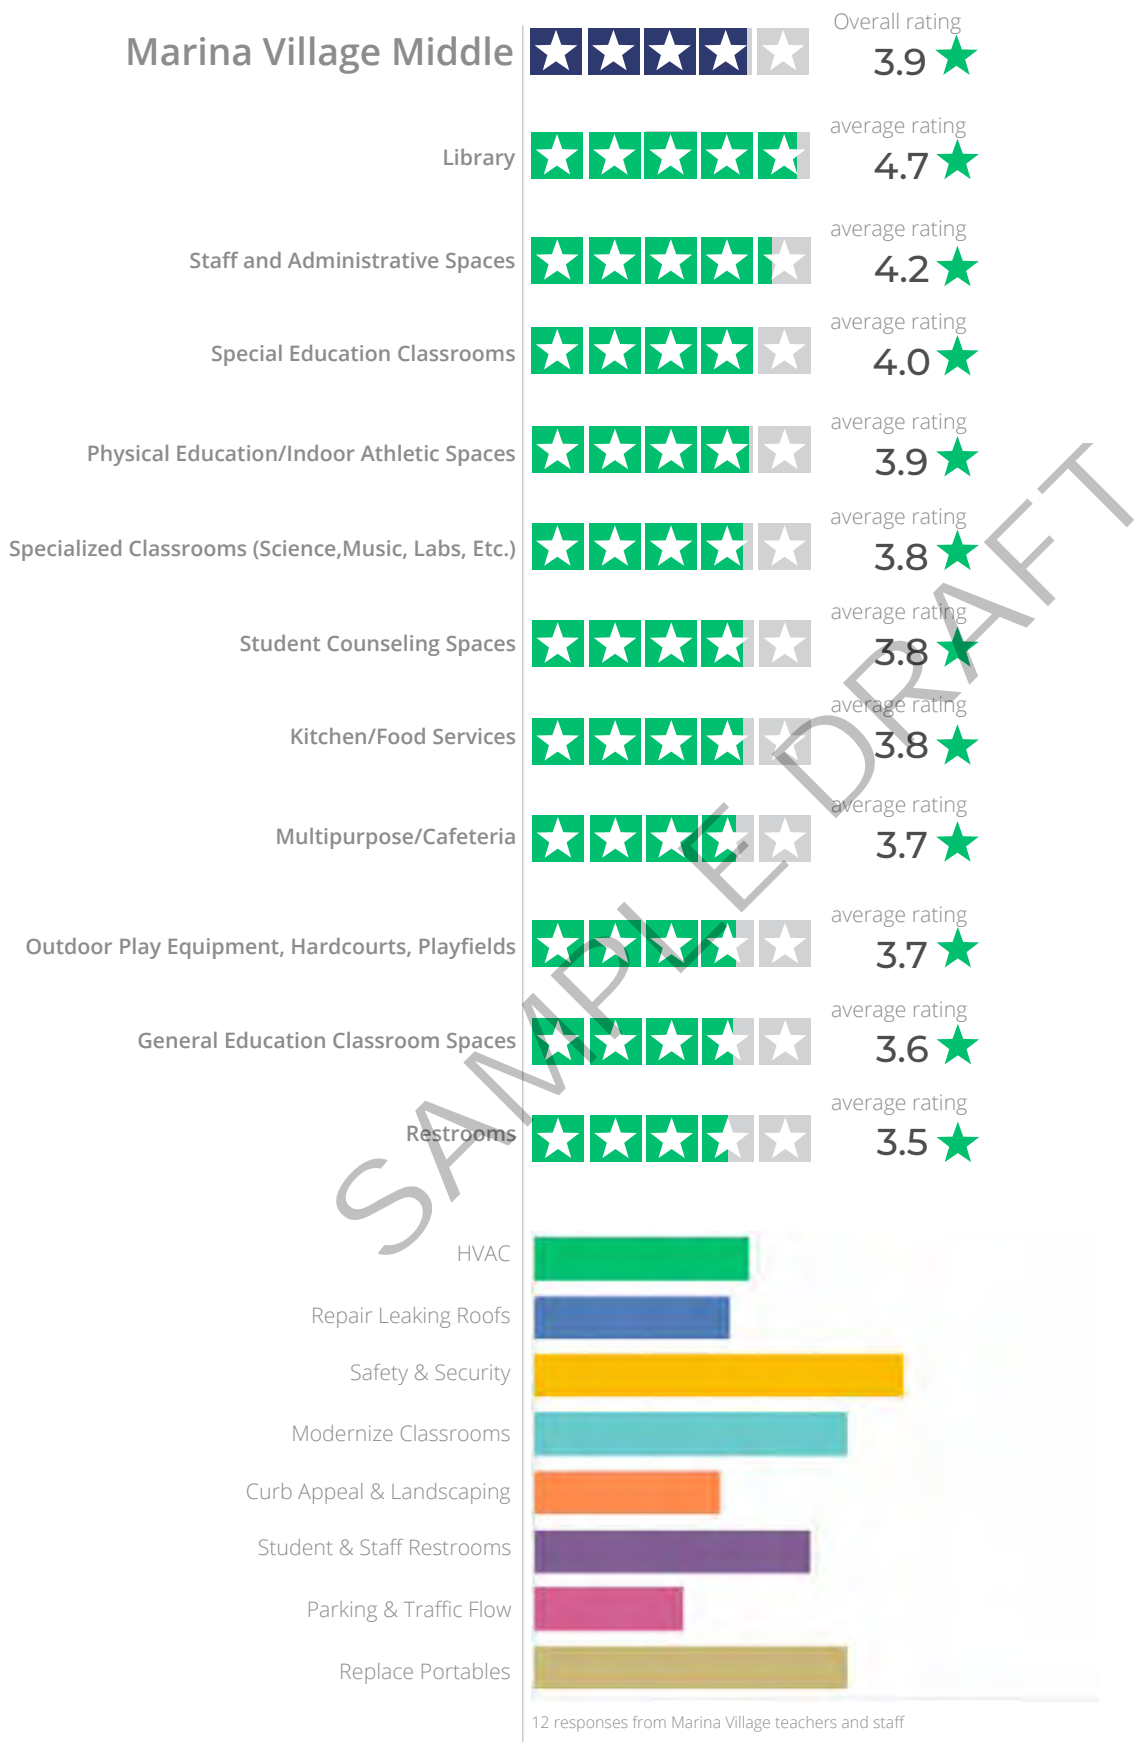 Marina Village Middle
Overall rating
3.9
Library
average rating
4.7
Staff and Administrative Spaces
average rating
4.2
Special Education Classrooms
average rating
4.0
Physical Education/Indoor Athletic Spaces
average rating
3.9
Specialized Classrooms (Science,Music, Labs, Etc.)
average rating
3.8
Student Counseling Spaces
average rating
3.8
Kitchen/Food Services
average rating
3.8
Multipurpose/Cafeteria
average rating
3.7
Outdoor Play Equipment, Hardcourts, Playfields
average rating
3.7
General Education Classroom Spaces
average rating
3.6
Restrooms
average rating
3.5
SAMPLE DRAFT
HVAC
Repair Leaking Roofs
Safety & Security
Modernize Classrooms
Curb Appeal & Landscaping
Student & Staff Restrooms
Parking & Traffic Flow
Replace Portables
12 responses from Marina Village teachers and staff